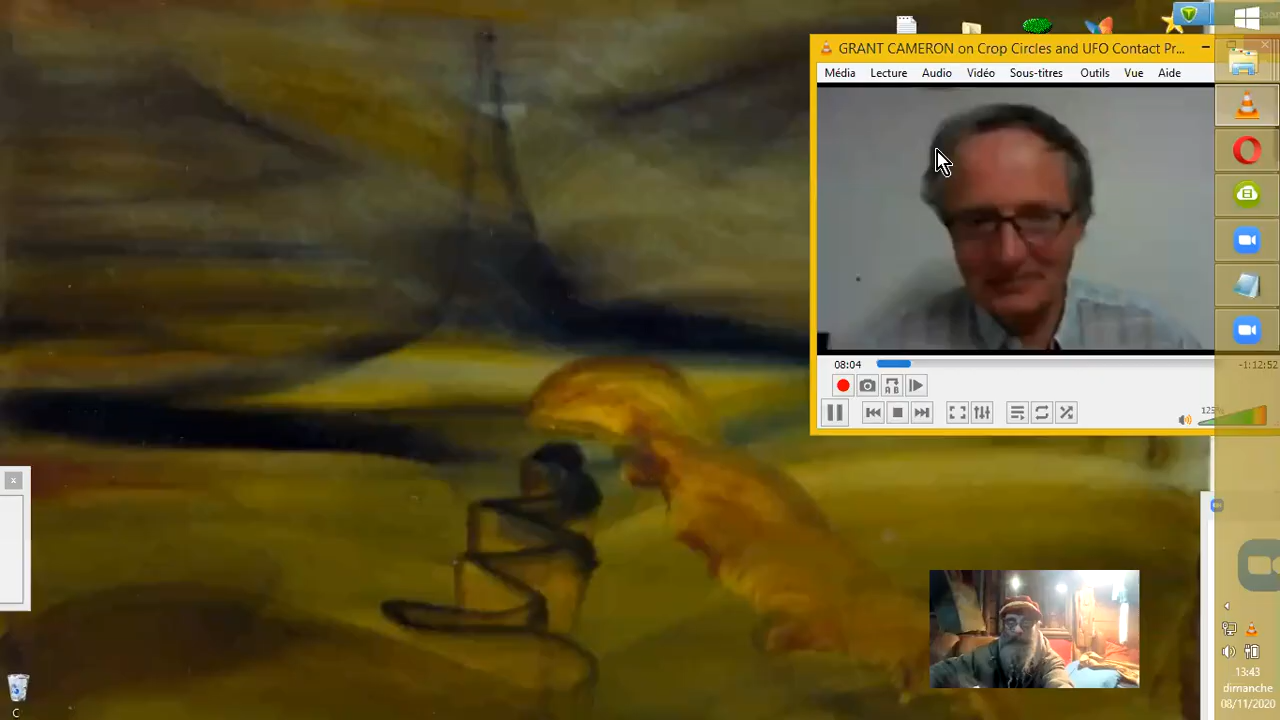 GRANT CAMERON on Crop Circles and UFO Contact Pr...
Média Lecture Audio Vidéo Sous-titres Outils Vue Aide
08:04
-1:12:52
A B
125%
x
13:43
dimanche
08/11/2020
C